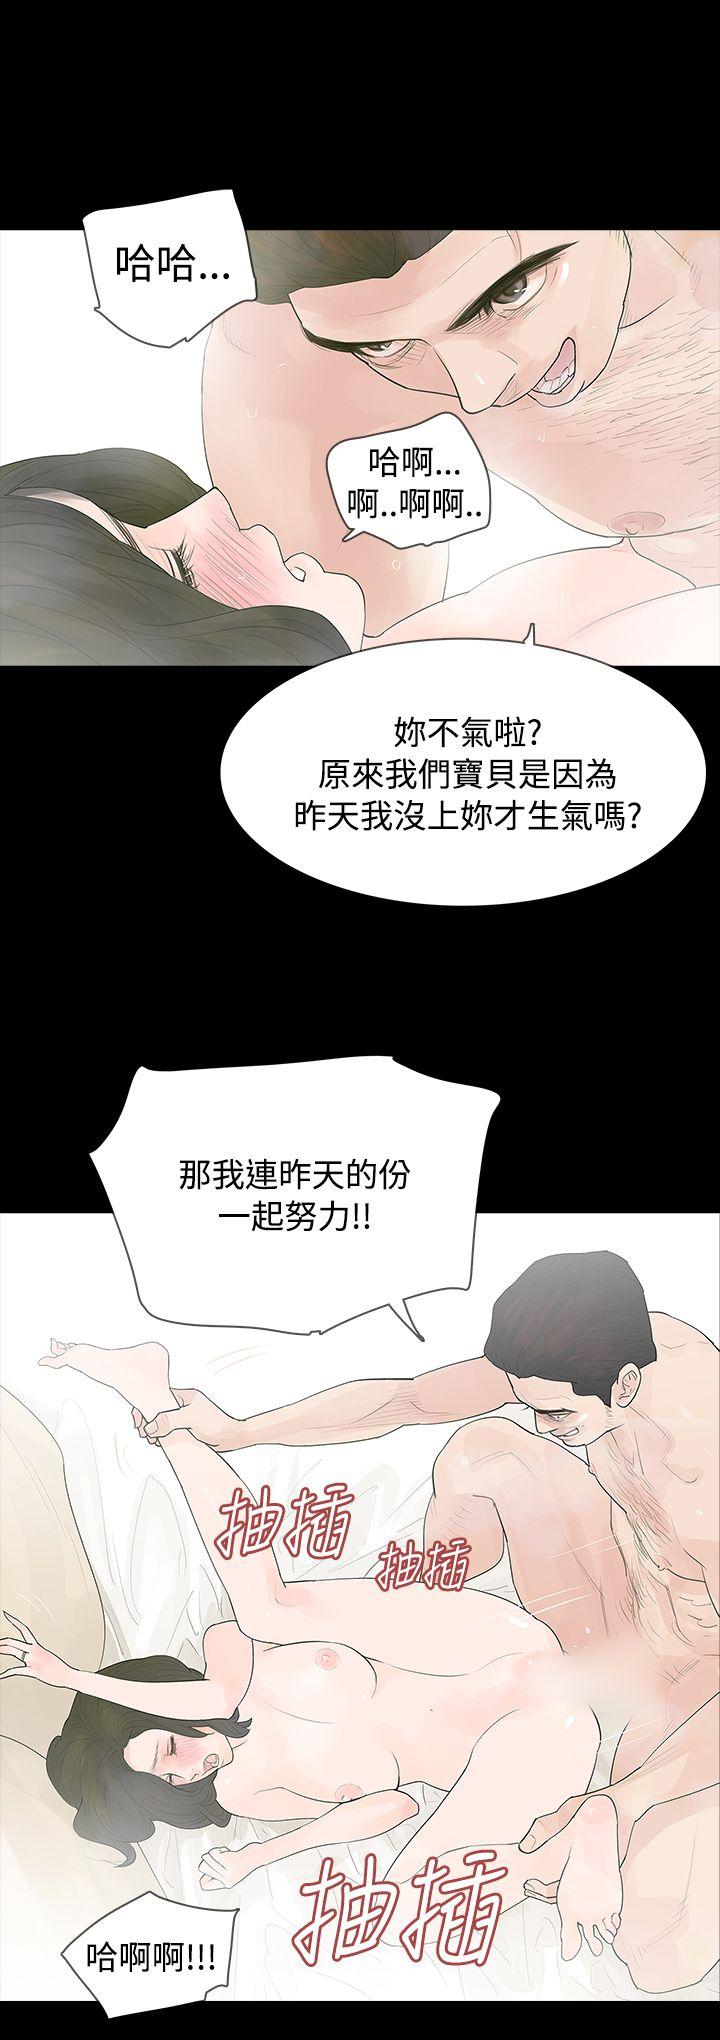 哈哈...
哈啊...
啊..啊啊..
妳不氣啦?
原來我們寶貝是因為
昨天我沒上妳才生氣嗎?
那我連昨天的份
一起努力!!
抽插
抽插
抽插
哈啊啊!!!